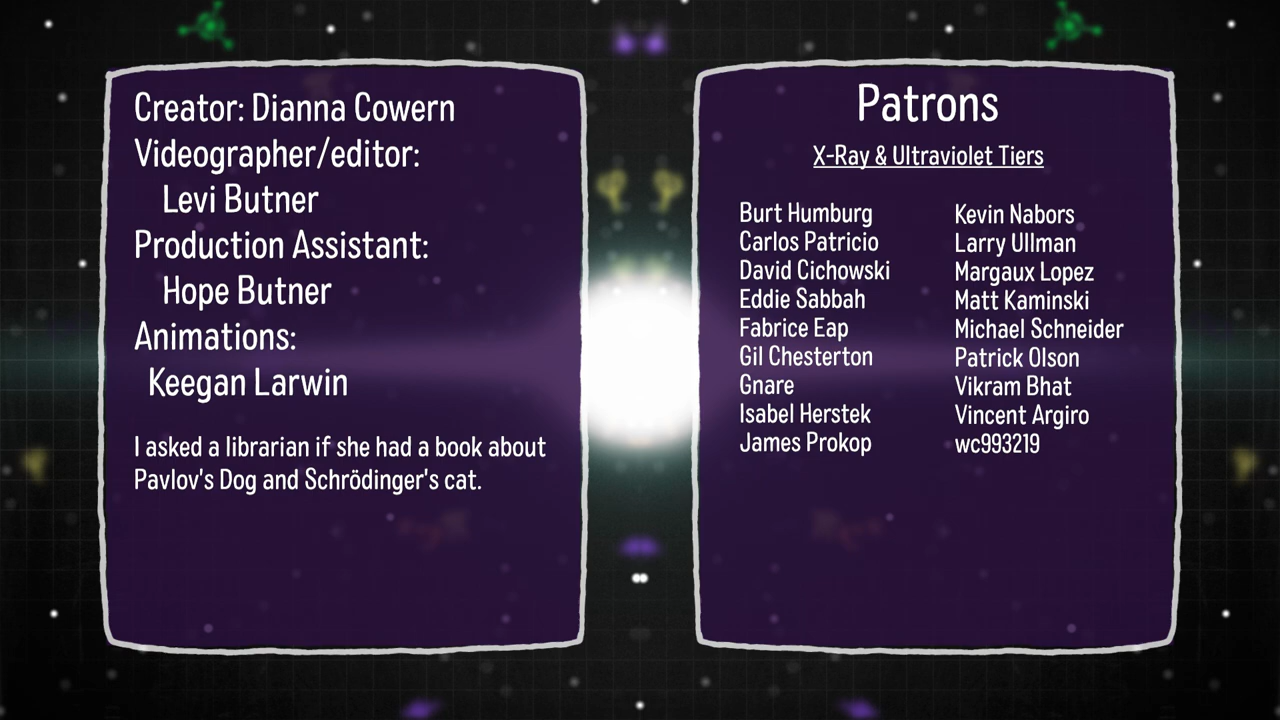 Creator: Dianna Cowern
Videographer/editor:
Levi Butner
Production Assistant:
Hope Butner
Animations:
Keegan Larwin
I asked a librarian if she had a book about
Pavlov's Dog and Schrödinger's cat.
Patrons
X-Ray & Ultraviolet Tiers
Burt Humburg
Carlos Patricio
David Cichowski
Eddie Sabbah
Fabrice Eap
Gil Chesterton
Gnare
Isabel Herstek
James Prokop
Kevin Nabors
Larry Ullman
Margaux Lopez
Matt Kaminski
Michael Schneider
Patrick Olson
Vikram Bhat
Vincent Argiro
wc993219